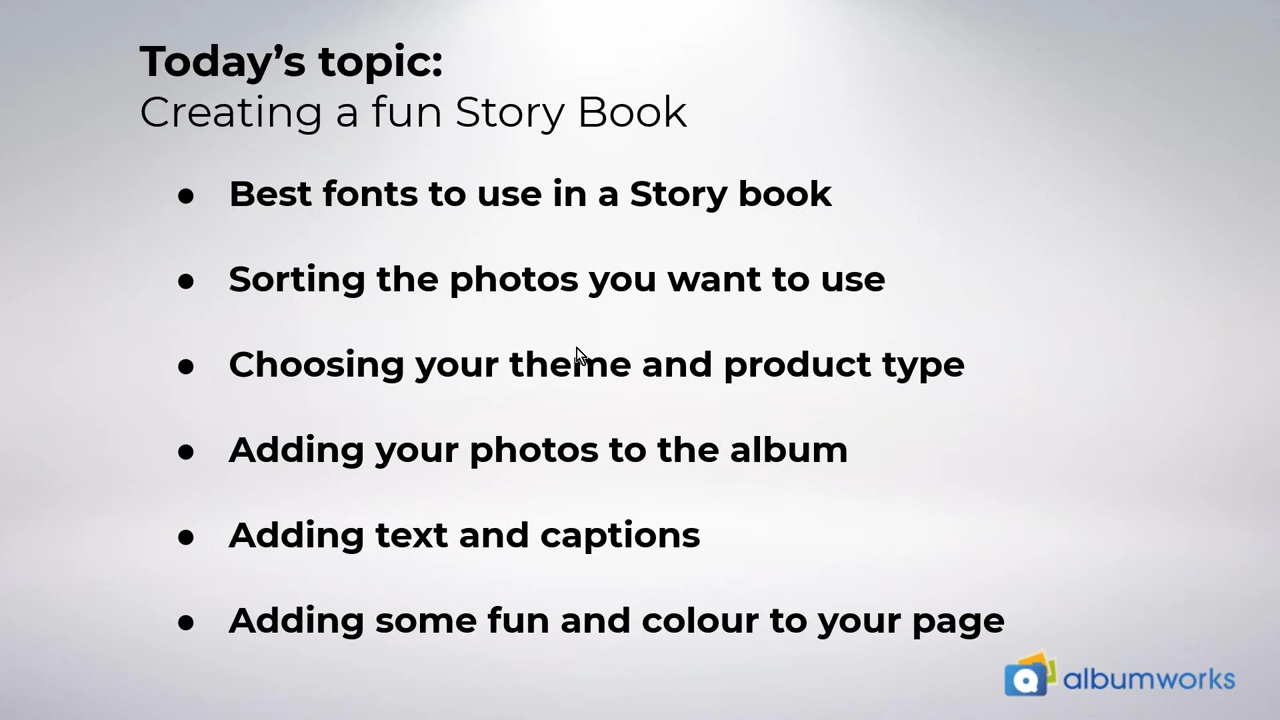 Today’s topic:
Creating a fun Story Book
● Best fonts to use in a Story book
● Sorting the photos you want to use
● Choosing your theme and product type
● Adding your photos to the album
● Adding text and captions
● Adding some fun and colour to your page
a albumworks